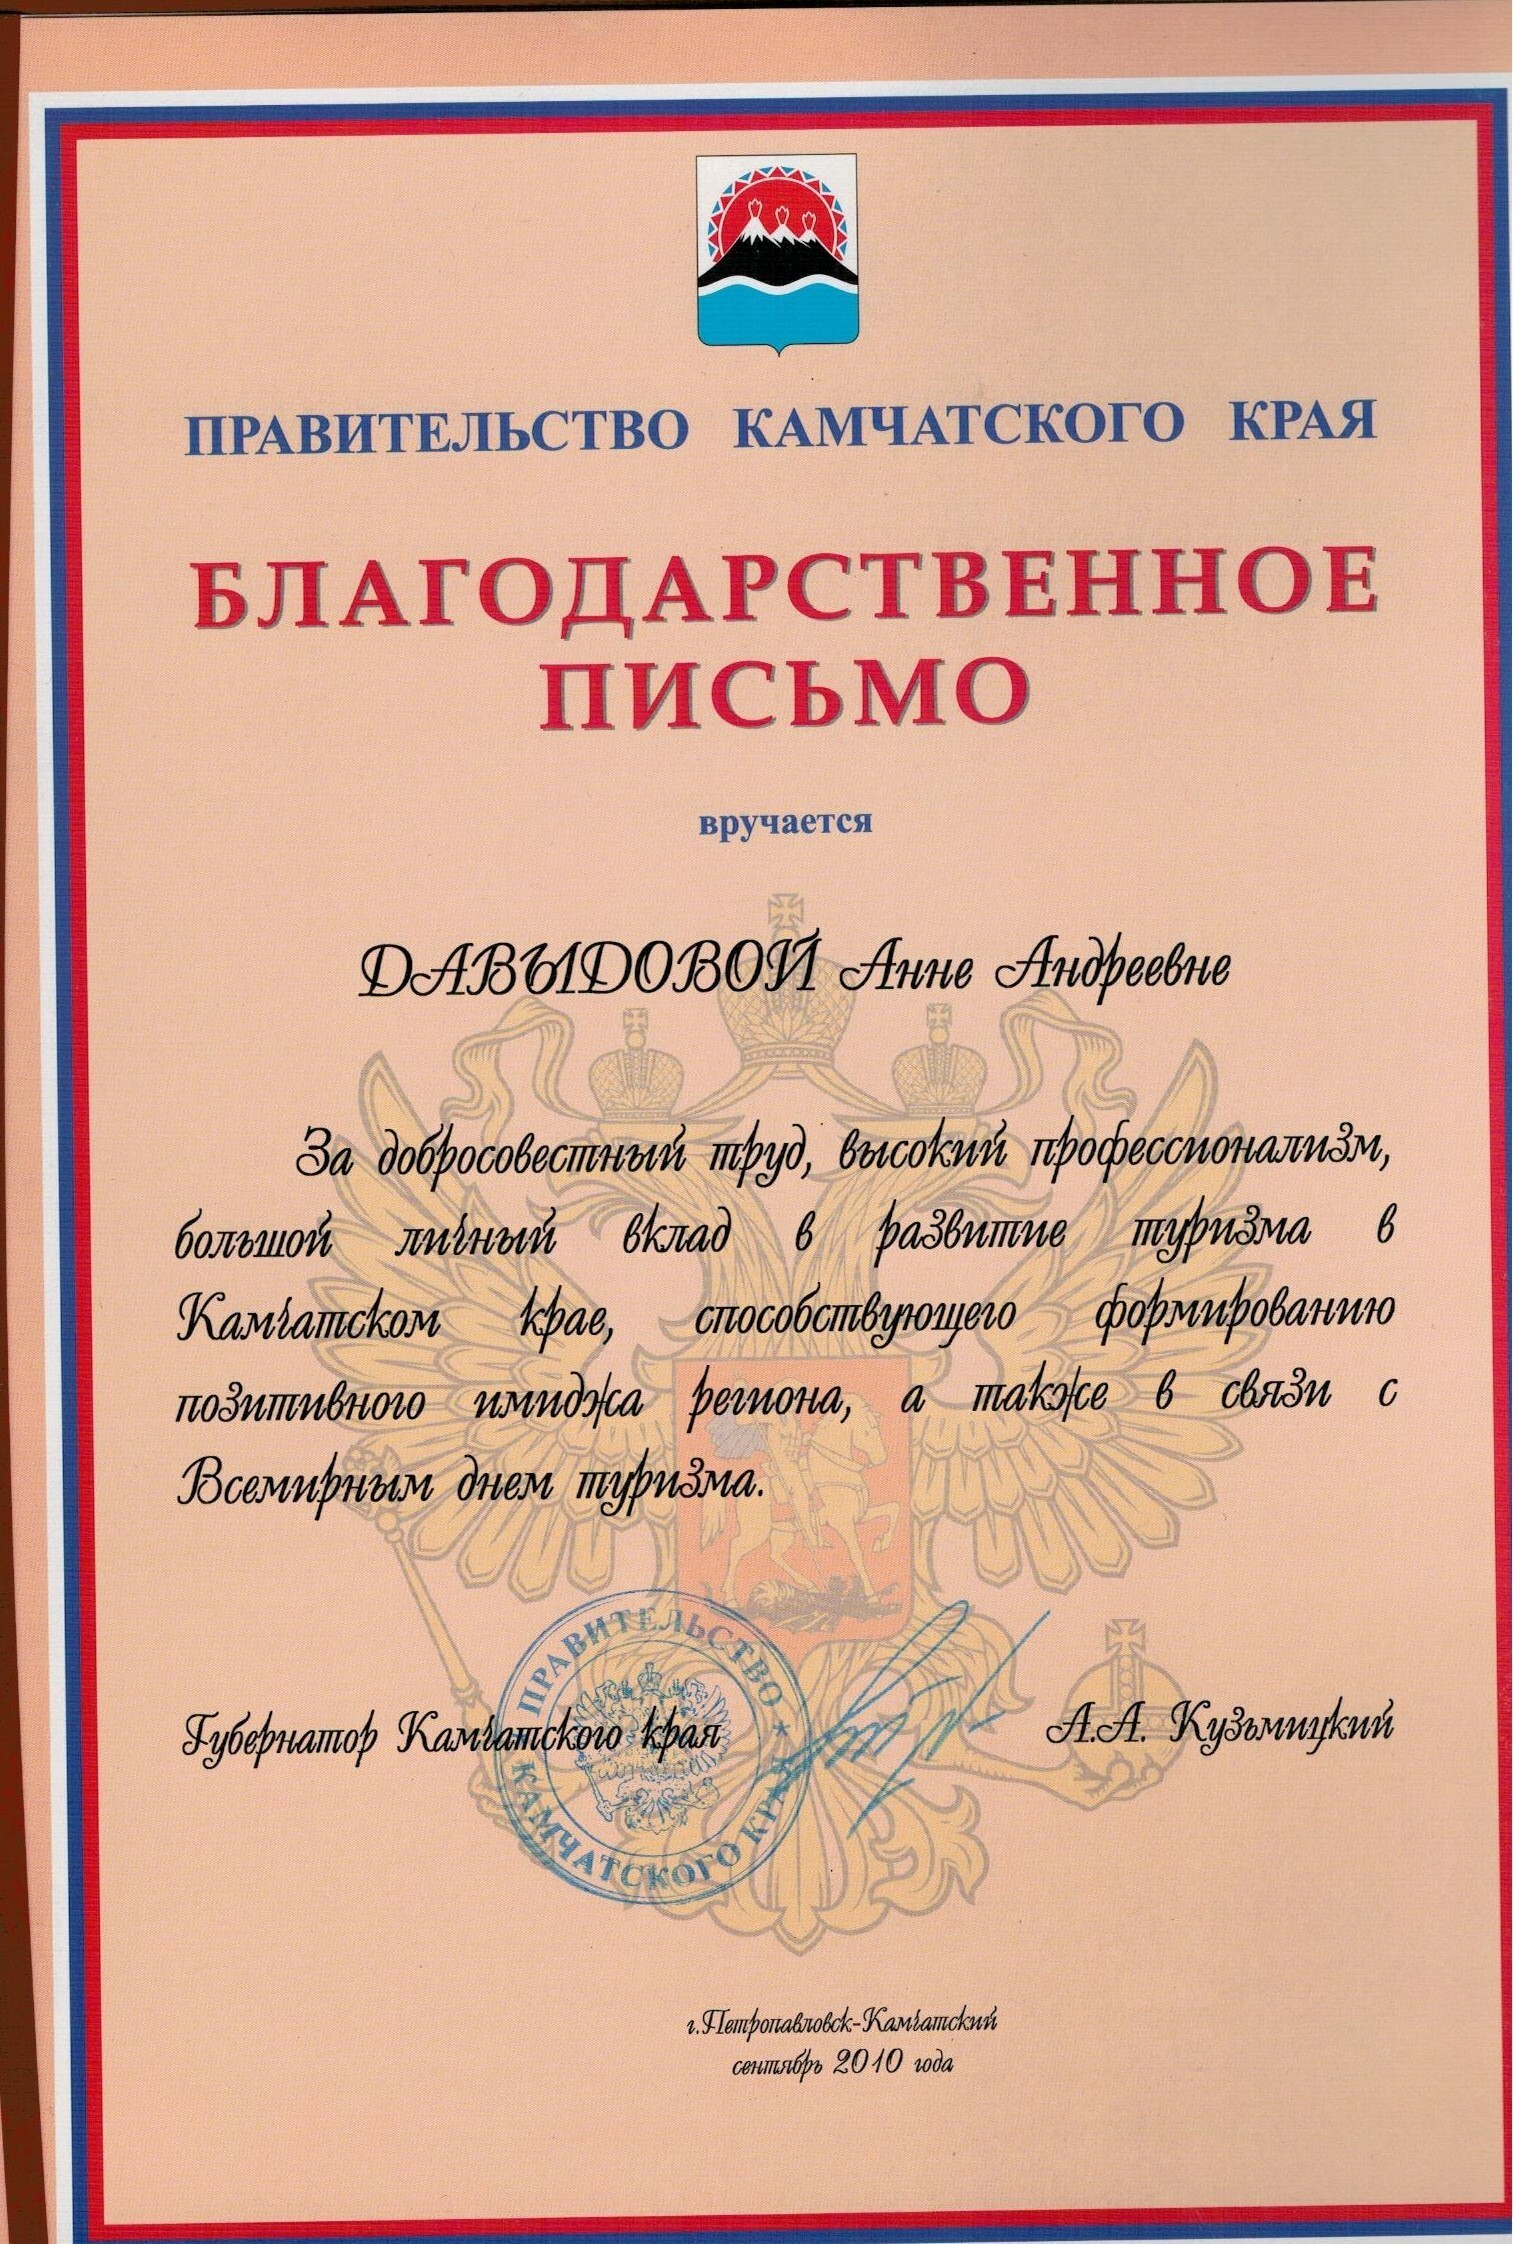 ПРАВИТЕЛЬСТВО КАМЧАТСКОГО КРАЯ
БЛАГОДАРСТВЕННОЕ
ПИСЬМО
вручается
ДАВЫДОВОЙ Анне Андреевне
За добросовестный труд, высокий профессионализм,
большой личный вклад в развитие туризма в
Камчатском крае, способствующего формированию
позитивного имиджа региона, а также в связи с
Всемирным днем туризма.
Губернатор Камчатского края А.А. Кузьмицкий
ПРАВИТЕЛЬСТВО * КАМЧАТСКОГО КРАЯ
г.Петропавловск-Камчатский
сентябрь 2010 года